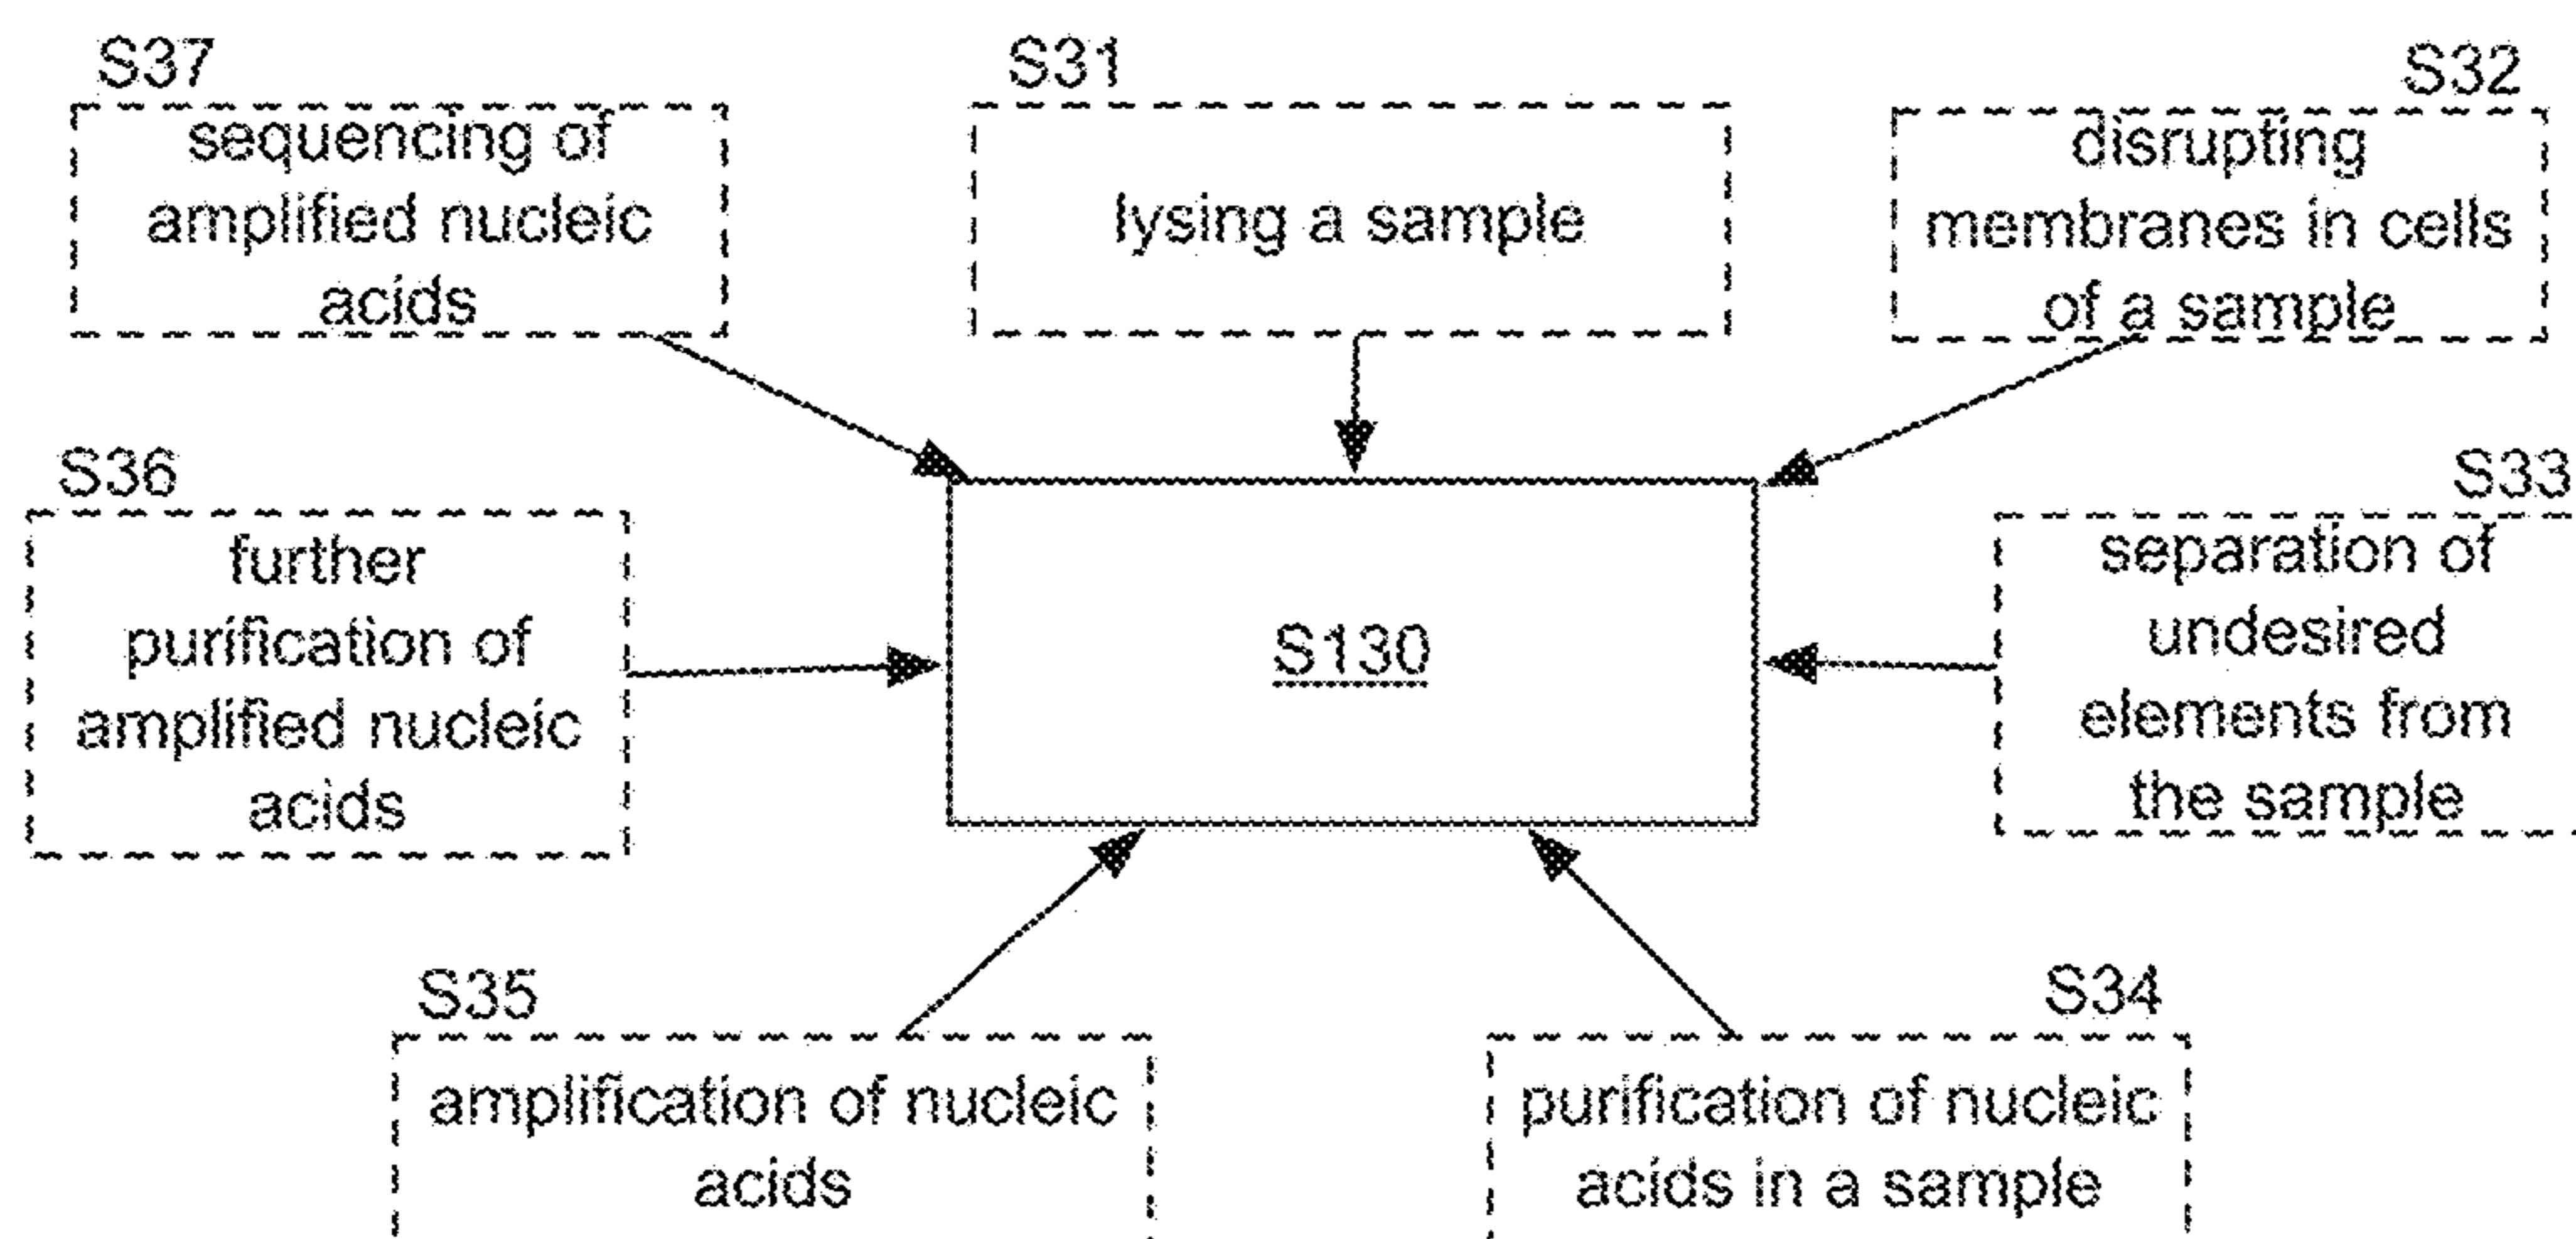 S37
sequencing of
amplified nucleic
acids
S31
lysing a sample
S32
disrupting
membranes in cells
of a sample
S36
further
purification of
amplified nucleic
acids
S130
S33
separation of
undesired
elements from
the sample
S35
amplification of nucleic
acids
S34
purification of nucleic
acids in a sample